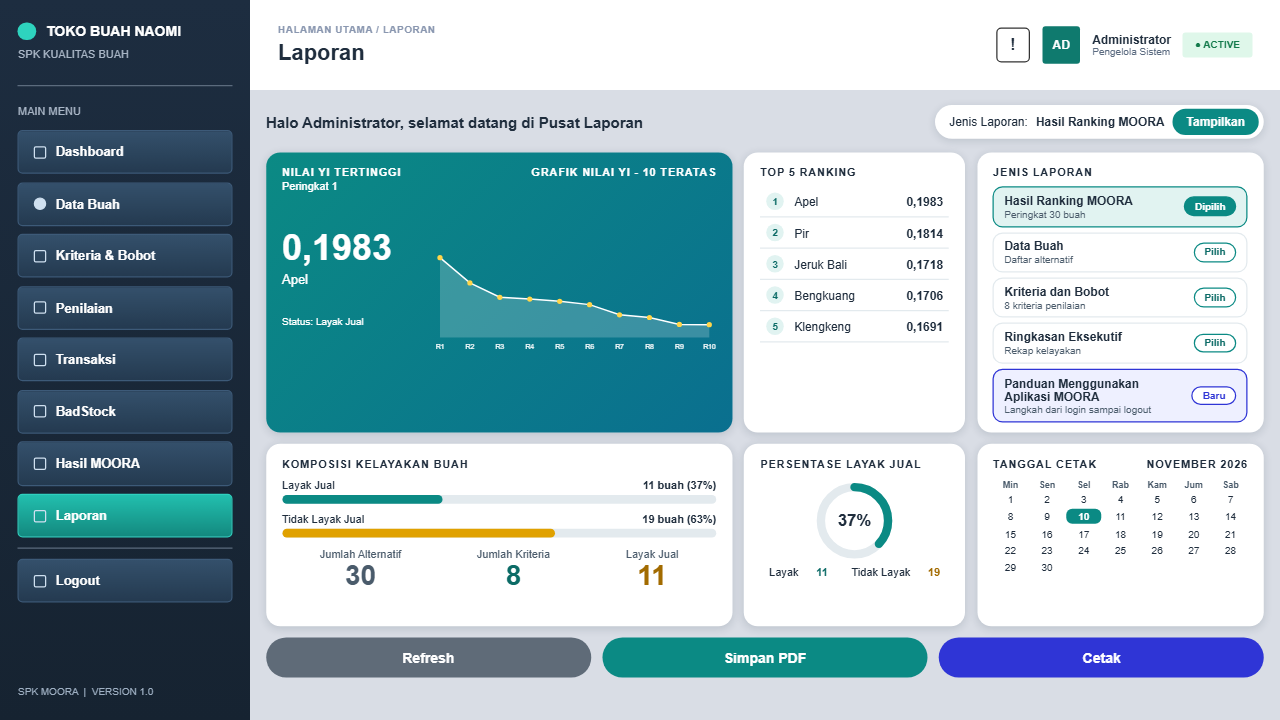 TOKO BUAH NAOMI
SPK KUALITAS BUAH
MAIN MENU
Dashboard
Data Buah
Kriteria & Bobot
Penilaian
Transaksi
BadStock
Hasil MOORA
Laporan
Logout
SPK MOORA | VERSION 1.0
HALAMAN UTAMA / LAPORAN
Laporan
!
AD
Administrator
Pengelola Sistem
● ACTIVE
Halo Administrator, selamat datang di Pusat Laporan
Jenis Laporan: Hasil Ranking MOORA Tampilkan
NILAI YI TERTINGGI
Peringkat 1
GRAFIK NILAI YI - 10 TERATAS
0,1983
Apel
Status: Layak Jual
R1 R2 R3 R4 R5 R6 R7 R8 R9 R10
TOP 5 RANKING
1 Apel 0,1983
2 Pir 0,1814
3 Jeruk Bali 0,1718
4 Bengkuang 0,1706
5 Klengkeng 0,1691
JENIS LAPORAN
Hasil Ranking MOORA
Peringkat 30 buah
Dipilih
Data Buah
Daftar alternatif
Pilih
Kriteria dan Bobot
8 kriteria penilaian
Pilih
Ringkasan Eksekutif
Rekap kelayakan
Pilih
Panduan Menggunakan
Aplikasi MOORA
Langkah dari login sampai logout
Baru
KOMPOSISI KELAYAKAN BUAH
Layak Jual 11 buah (37%)
Tidak Layak Jual 19 buah (63%)
Jumlah Alternatif Jumlah Kriteria Layak Jual
30 8 11
PERSENTASE LAYAK JUAL
37%
Layak 11 Tidak Layak 19
TANGGAL CETAK NOVEMBER 2026
Min Sen Sel Rab Kam Jum Sab
1 2 3 4 5 6 7
8 9 10 11 12 13 14
15 16 17 18 19 20 21
22 23 24 25 26 27 28
29 30
Refresh
Simpan PDF
Cetak